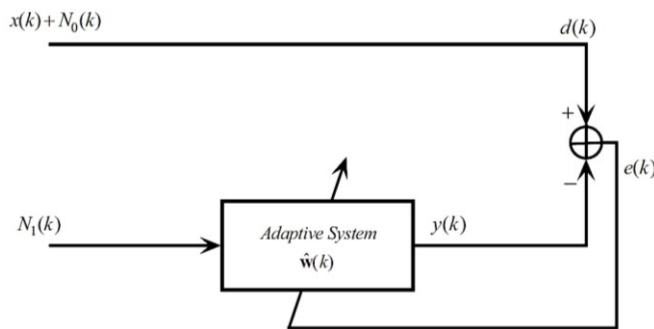 x(k)+N₀(k)
d(k)
+
e(k)
−
N₁(k)
Adaptive System
ŵ(k)
y(k)